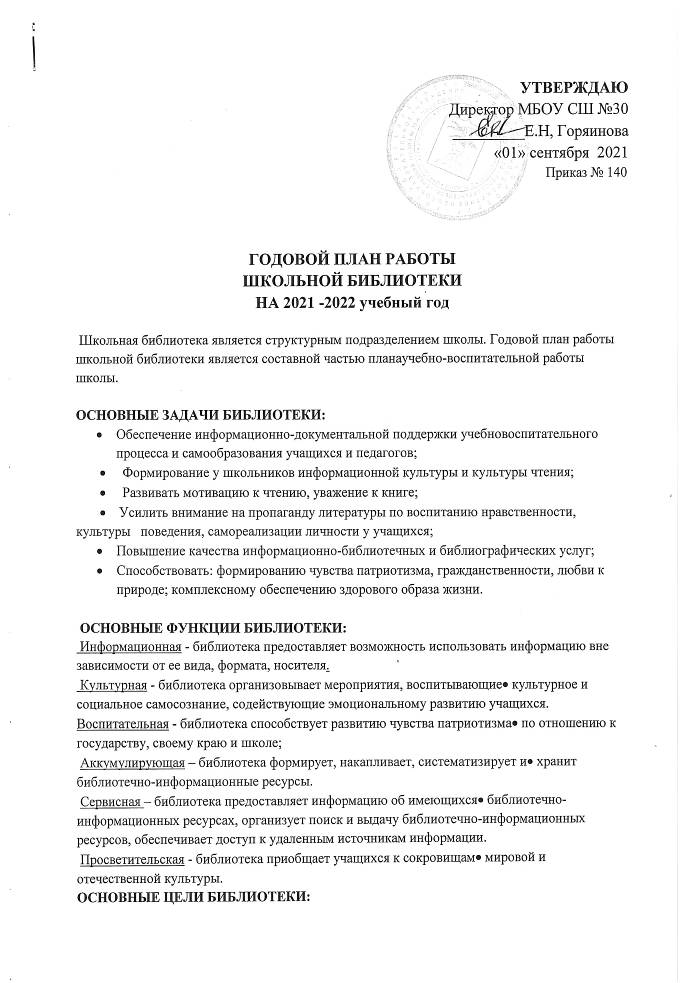 УТВЕРЖДАЮ
Директор МБОУ СШ №30
Е.Н, Горяинова
«01» сентября 2021
Приказ № 140
ГОДОВОЙ ПЛАН РАБОТЫ
ШКОЛЬНОЙ БИБЛИОТЕКИ
НА 2021 -2022 учебный год
Школьная библиотека является структурным подразделением школы. Годовой план работы
школьной библиотеки является составной частью планаучебно-воспитательной работы
школы.
ОСНОВНЫЕ ЗАДАЧИ БИБЛИОТЕКИ:
• Обеспечение информационно-документальной поддержки учебновоспитательного
процесса и самообразования учащихся и педагогов;
• Формирование у школьников информационной культуры и культуры чтения;
• Развивать мотивацию к чтению, уважение к книге;
• Усилить внимание на пропаганду литературы по воспитанию нравственности,
культуры поведения, самореализации личности у учащихся;
• Повышение качества информационно-библиотечных и библиографических услуг;
• Способствовать: формированию чувства патриотизма, гражданственности, любви к
природе; комплексному обеспечению здорового образа жизни.
ОСНОВНЫЕ ФУНКЦИИ БИБЛИОТЕКИ:
Информационная - библиотека предоставляет возможность использовать информацию вне
зависимости от ее вида, формата, носителя.
Культурная - библиотека организовывает мероприятия, воспитывающие• культурное и
социальное самосознание, содействующие эмоциональному развитию учащихся.
Воспитательная - библиотека способствует развитию чувства патриотизма• по отношению к
государству, своему краю и школе;
Аккумулирующая – библиотека формирует, накапливает, систематизирует и• хранит
библиотечно-информационные ресурсы.
Сервисная – библиотека предоставляет информацию об имеющихся• библиотечно-
информационных ресурсах, организует поиск и выдачу библиотечно-информационных
ресурсов, обеспечивает доступ к удаленным источникам информации.
Просветительская - библиотека приобщает учащихся к сокровищам• мировой и
отечественной культуры.
ОСНОВНЫЕ ЦЕЛИ БИБЛИОТЕКИ: